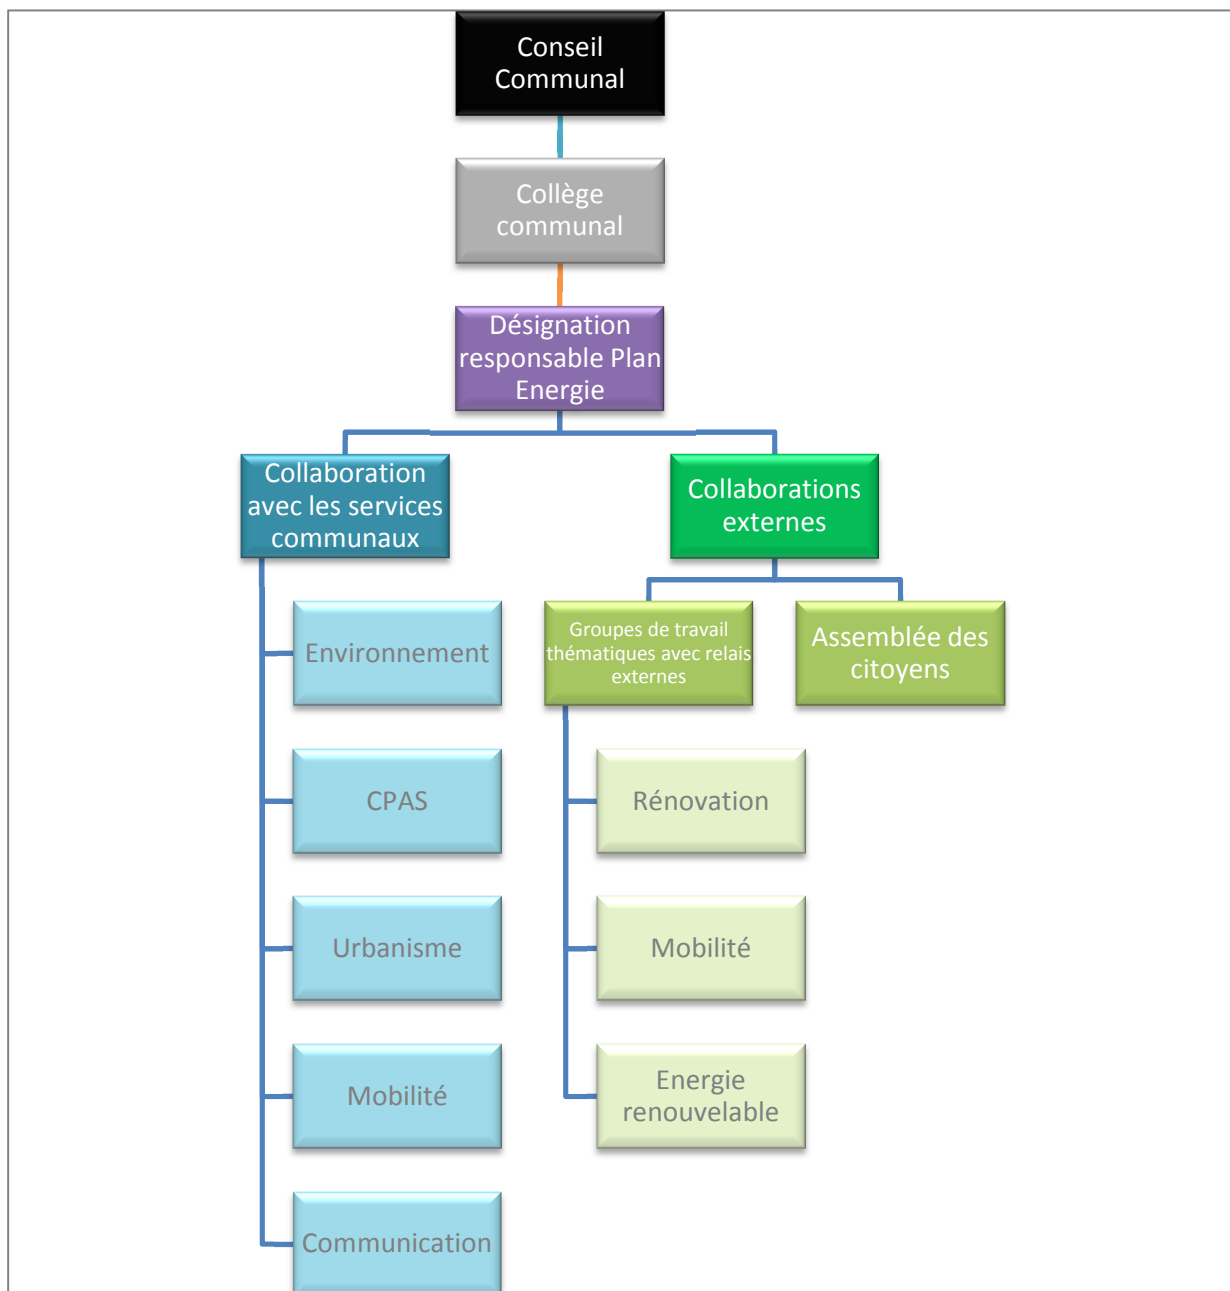 Conseil
Communal
Collège
communal
Désignation
responsable Plan
Energie
Collaboration
avec les services
communaux
Collaborations
externes
Environnement
CPAS
Urbanisme
Mobilité
Communication
Groupes de travail
thématiques avec relais
externes
Assemblée des
citoyens
Rénovation
Mobilité
Energie
renouvelable